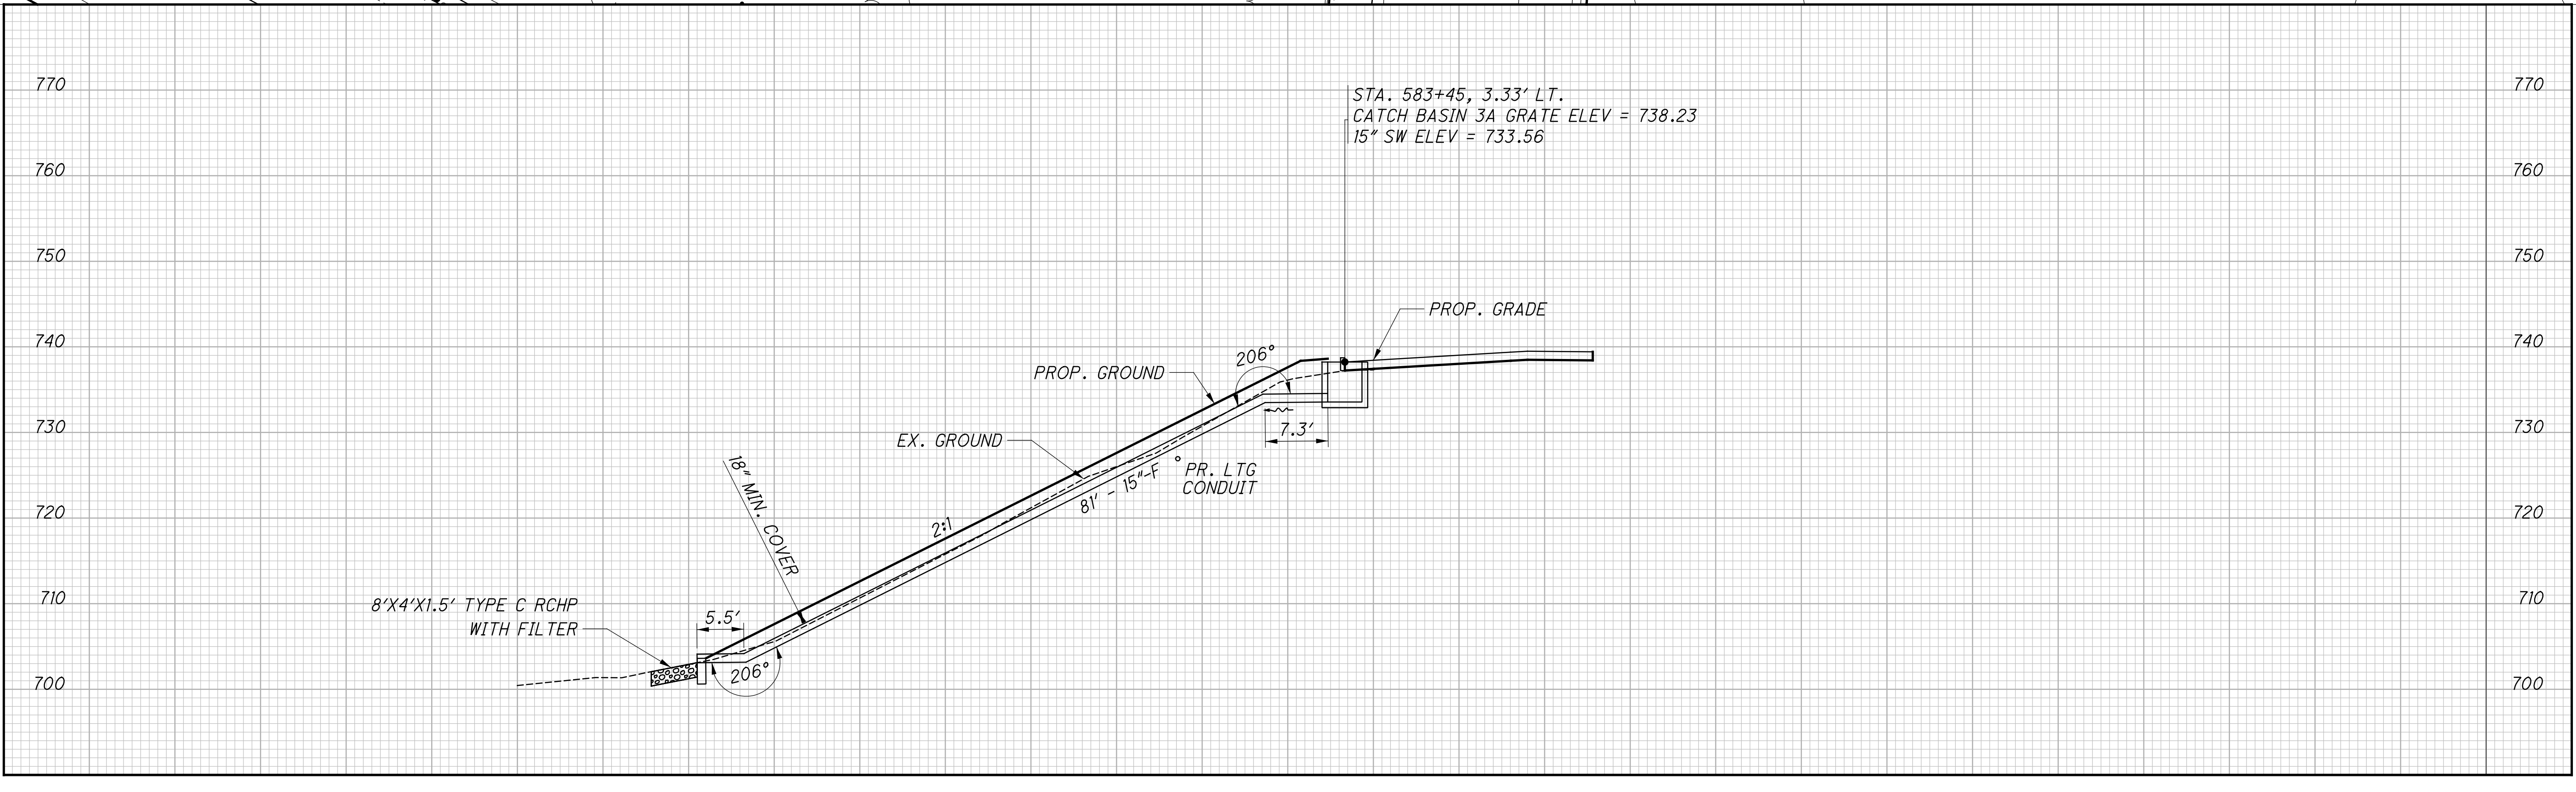 770
770
STA. 583+45, 3.33' LT.
CATCH BASIN 3A GRATE ELEV = 738.23
15" SW ELEV = 733.56
760
760
750
750
PROP. GRADE
740
740
206°
PROP. GROUND
730
730
7.3'
EX. GROUND
18" MIN. COVER
81' - 15"-F
PR. LTG
CONDUIT
720
720
2:1
710
710
8'X4'X1.5' TYPE C RCHP
WITH FILTER
5.5'
206°
700
700